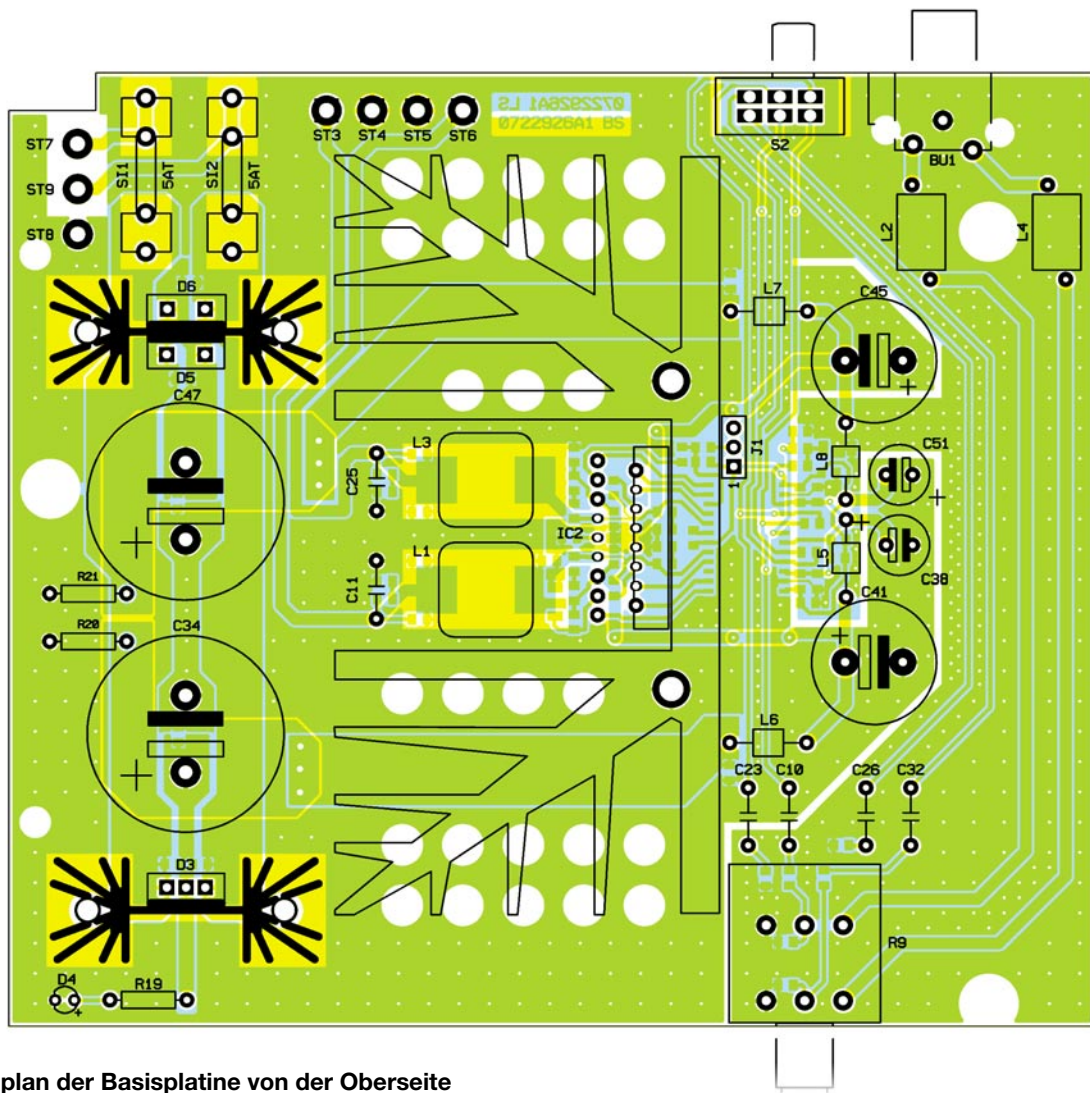 0722926A1 LS
0722926A1 BS
ST3 ST4 ST5 ST6
ST7
ST9
ST8
SI1
5AT
SI2
5AT
S2
BU1
L2
L4
D6
D5
L7
C45
C47
L3
J1
1
L8
C51
+
C25
IC2
+
+
L1
L5
C38
C11
C41
R21
R20
C34
+
+
L6
C23 C10 C26 C32
D3
R9
D4
R19
+
plan der Basisplatine von der Oberseite